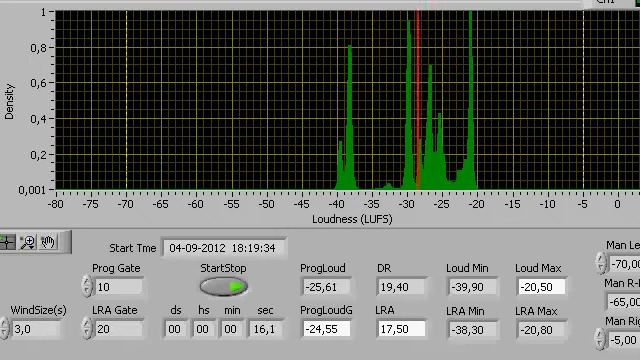 1
0,8
0,6
0,4
0,2
0,001
Density
-80 -75 -70 -65 -60 -55 -50 -45 -40 -35 -30 -25 -20 -15 -10 -5 0
Loudness (LUFS)
Start Tme 04-09-2012 18:19:34
Prog Gate StartStop ProgLoud DR Loud Min Loud Max
10 -25,61 19,40 -39,90 -20,50
Man Le
-70,00
WindSize(s) LRA Gate ds hs min sec ProgLoudG LRA LRA Min LRA Max
3,0 20 00 00 00 16,1 -24,55 17,50 -38,30 -20,80
Man R-
-65,00
Man Rig
-5,00